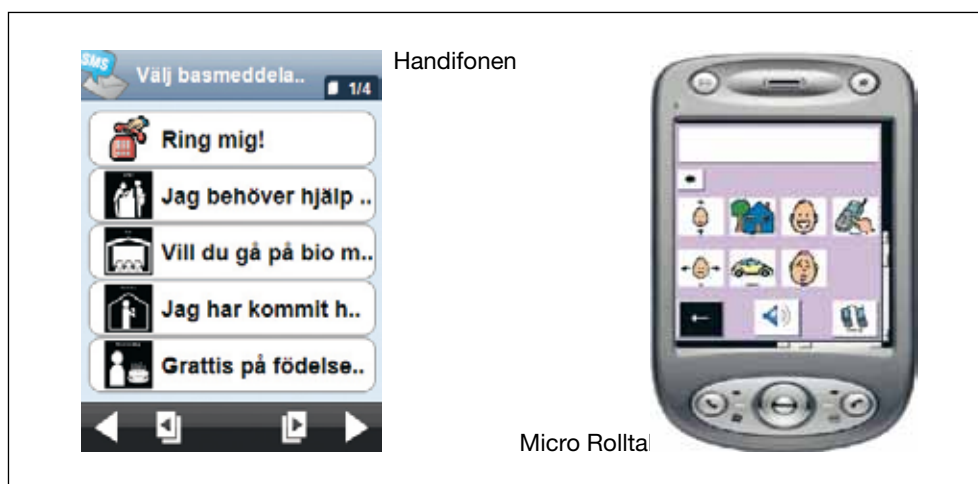 SMS
Välj basmeddela..
1/4
Ring mig!
Jag behöver hjälp ..
Vill du gå på bio m..
Jag har kommit h..
Grattis på födelse..
Handifonen
Micro Rolltal